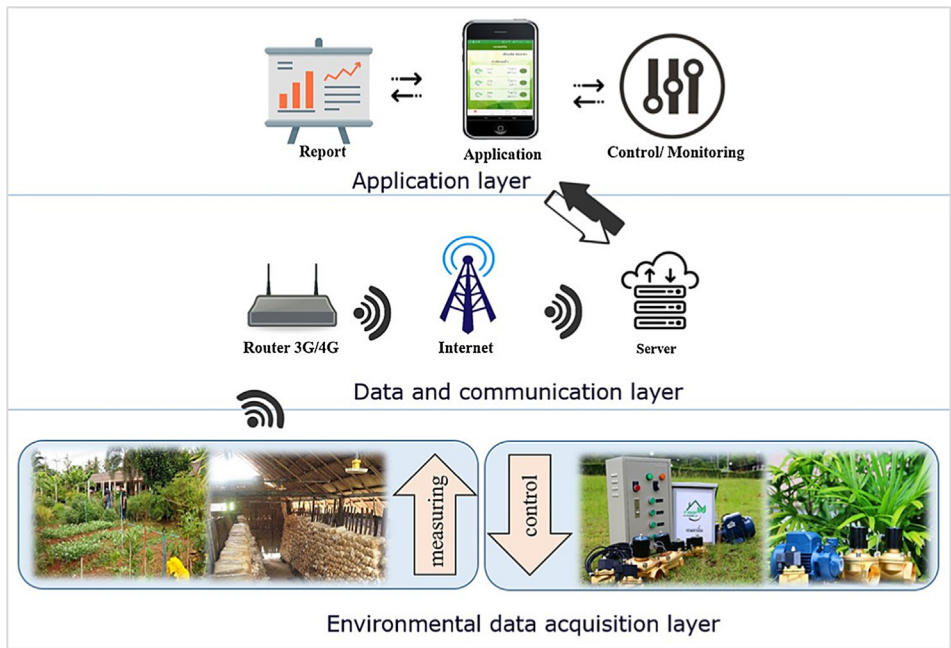 Report
Application
Control/ Monitoring
Application layer
Router 3G/4G
Internet
Server
Data and communication layer
measuring
control
Environmental data acquisition layer